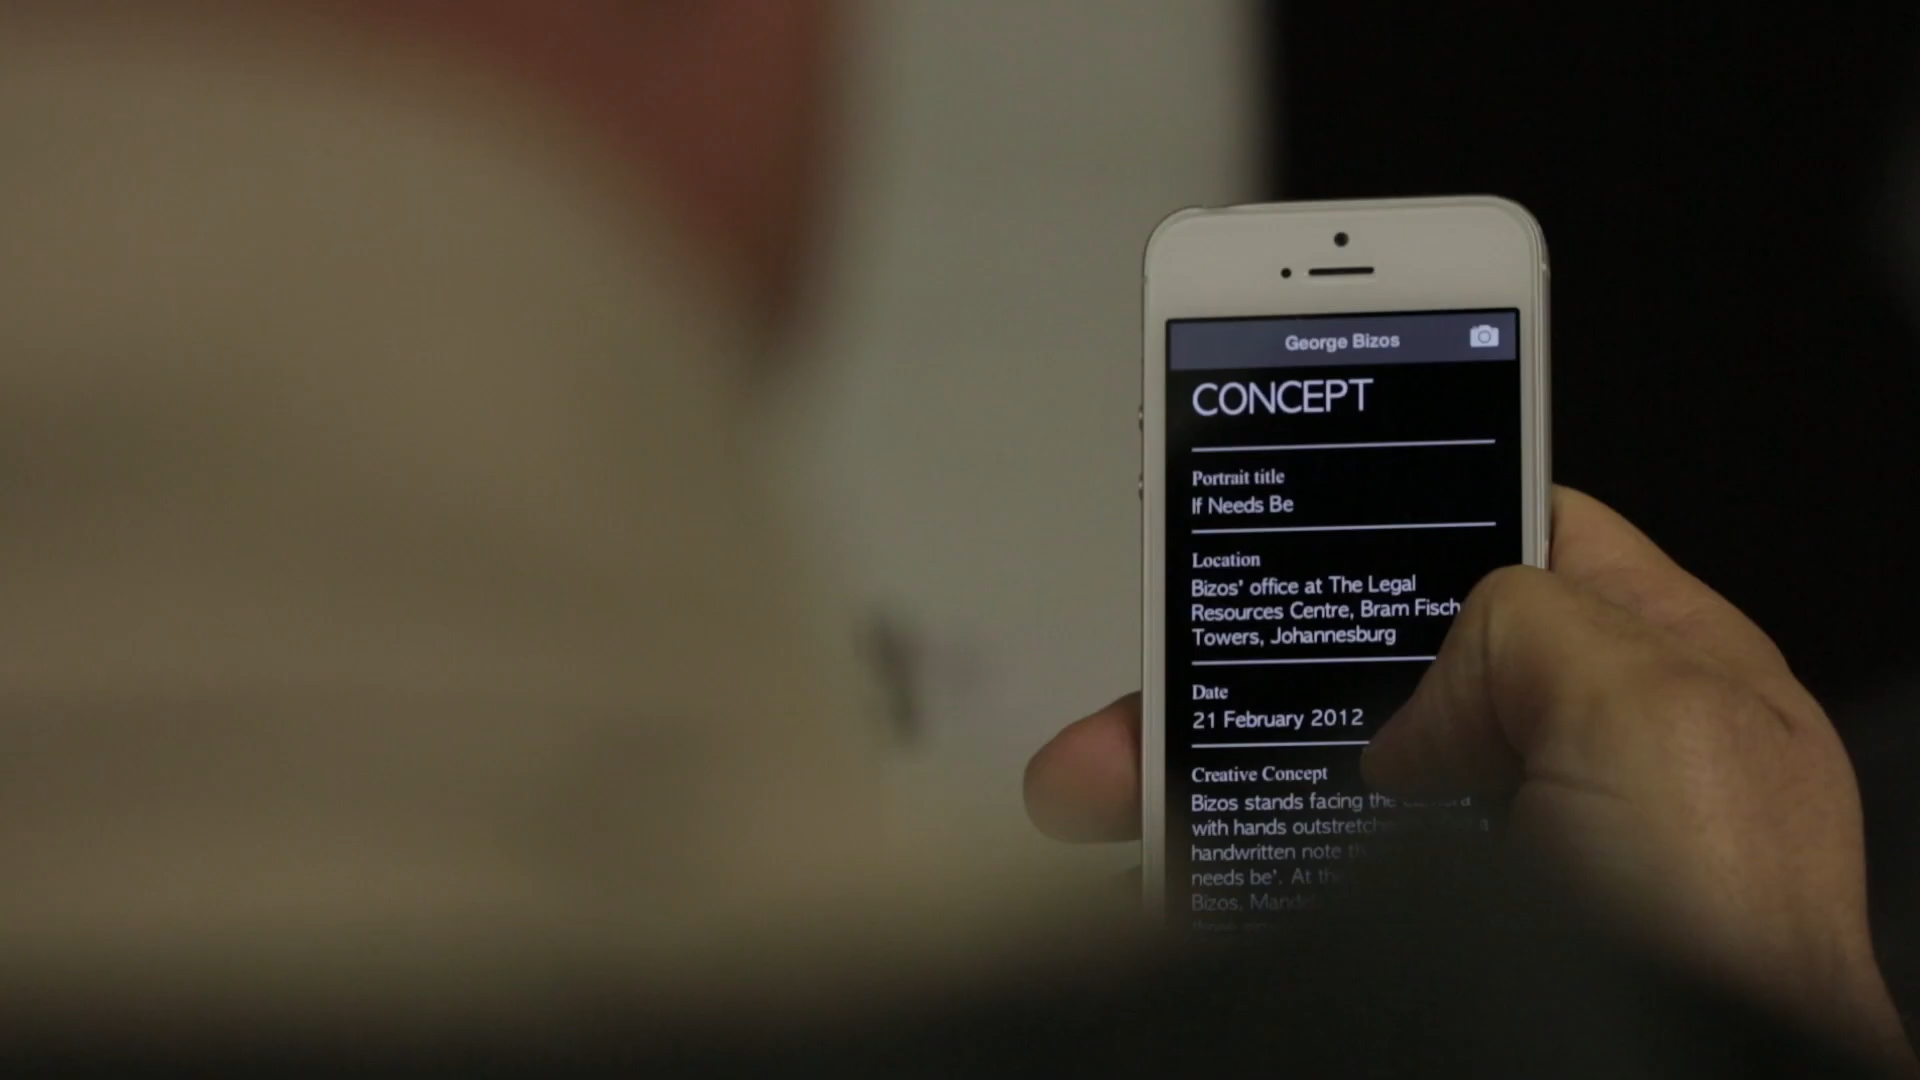 George Bizos
CONCEPT
Portrait title
If Needs Be
Location
Bizos' office at The Legal
Resources Centre, Bram Fisch
Towers, Johannesburg
Date
21 February 2012
Creative Concept
Bizos stands facing the
with hands outstretch
handwritten note
needs be'. At the
Bizos, Mandel